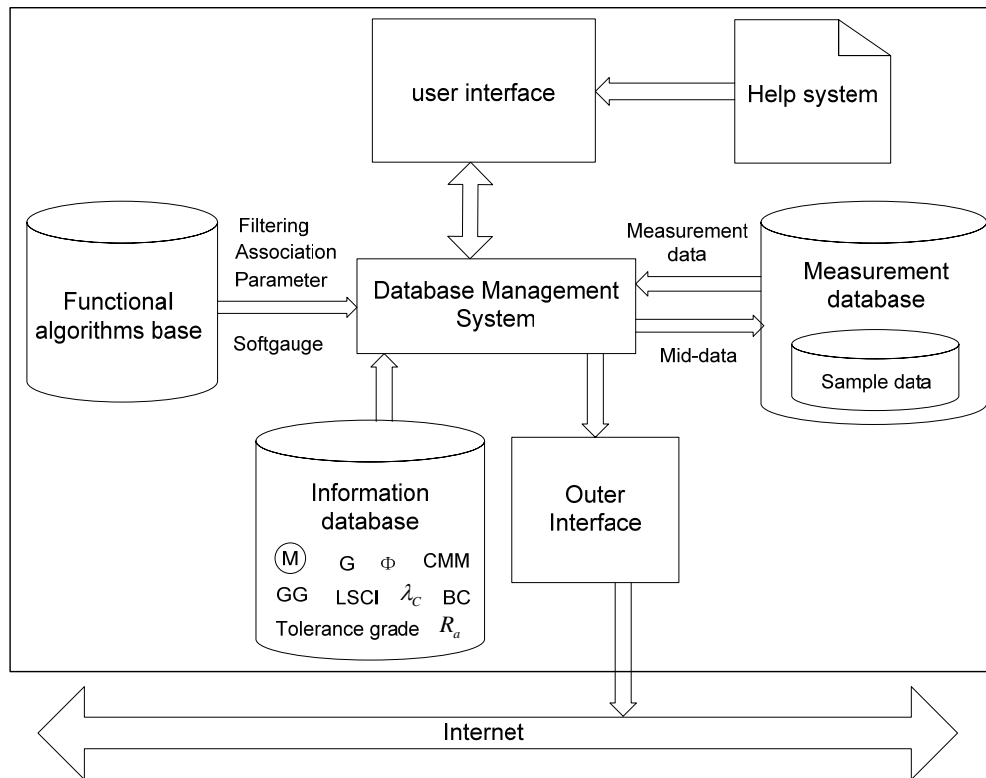 user interface
Help system
Filtering
Association
Parameter
Softgauge
Functional
algorithms base
Database Management
System
Measurement
data
Mid-data
Measurement
database
Sample data
Information
database
M G Φ CMM
GG LSCI λC BC
Tolerance grade Ra
Outer
Interface
Internet